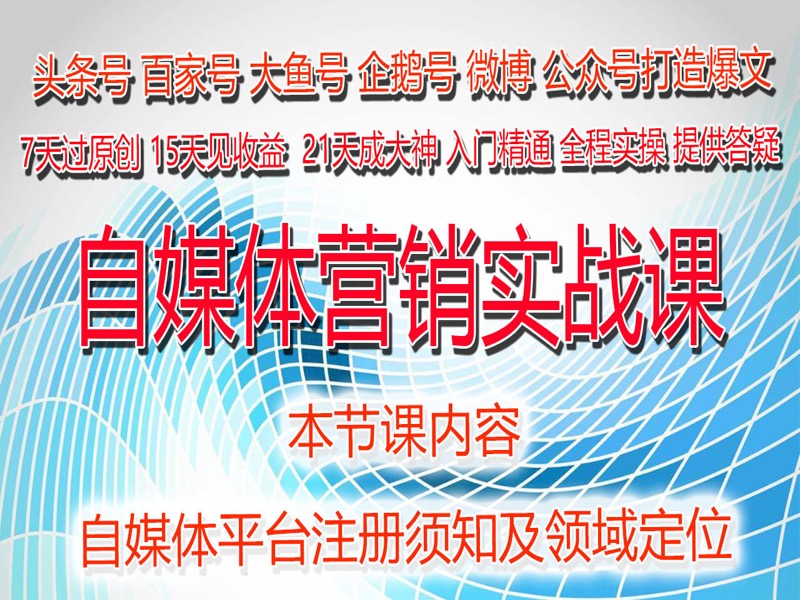 头条号 百家号 大鱼号 企鹅号 微博 公众号打造爆文
7天过原创 15天见收益 21天成大神 入门精通 全程实操 提供答疑
自媒体营销实战课
本节课内容
自媒体平台注册须知及领域定位